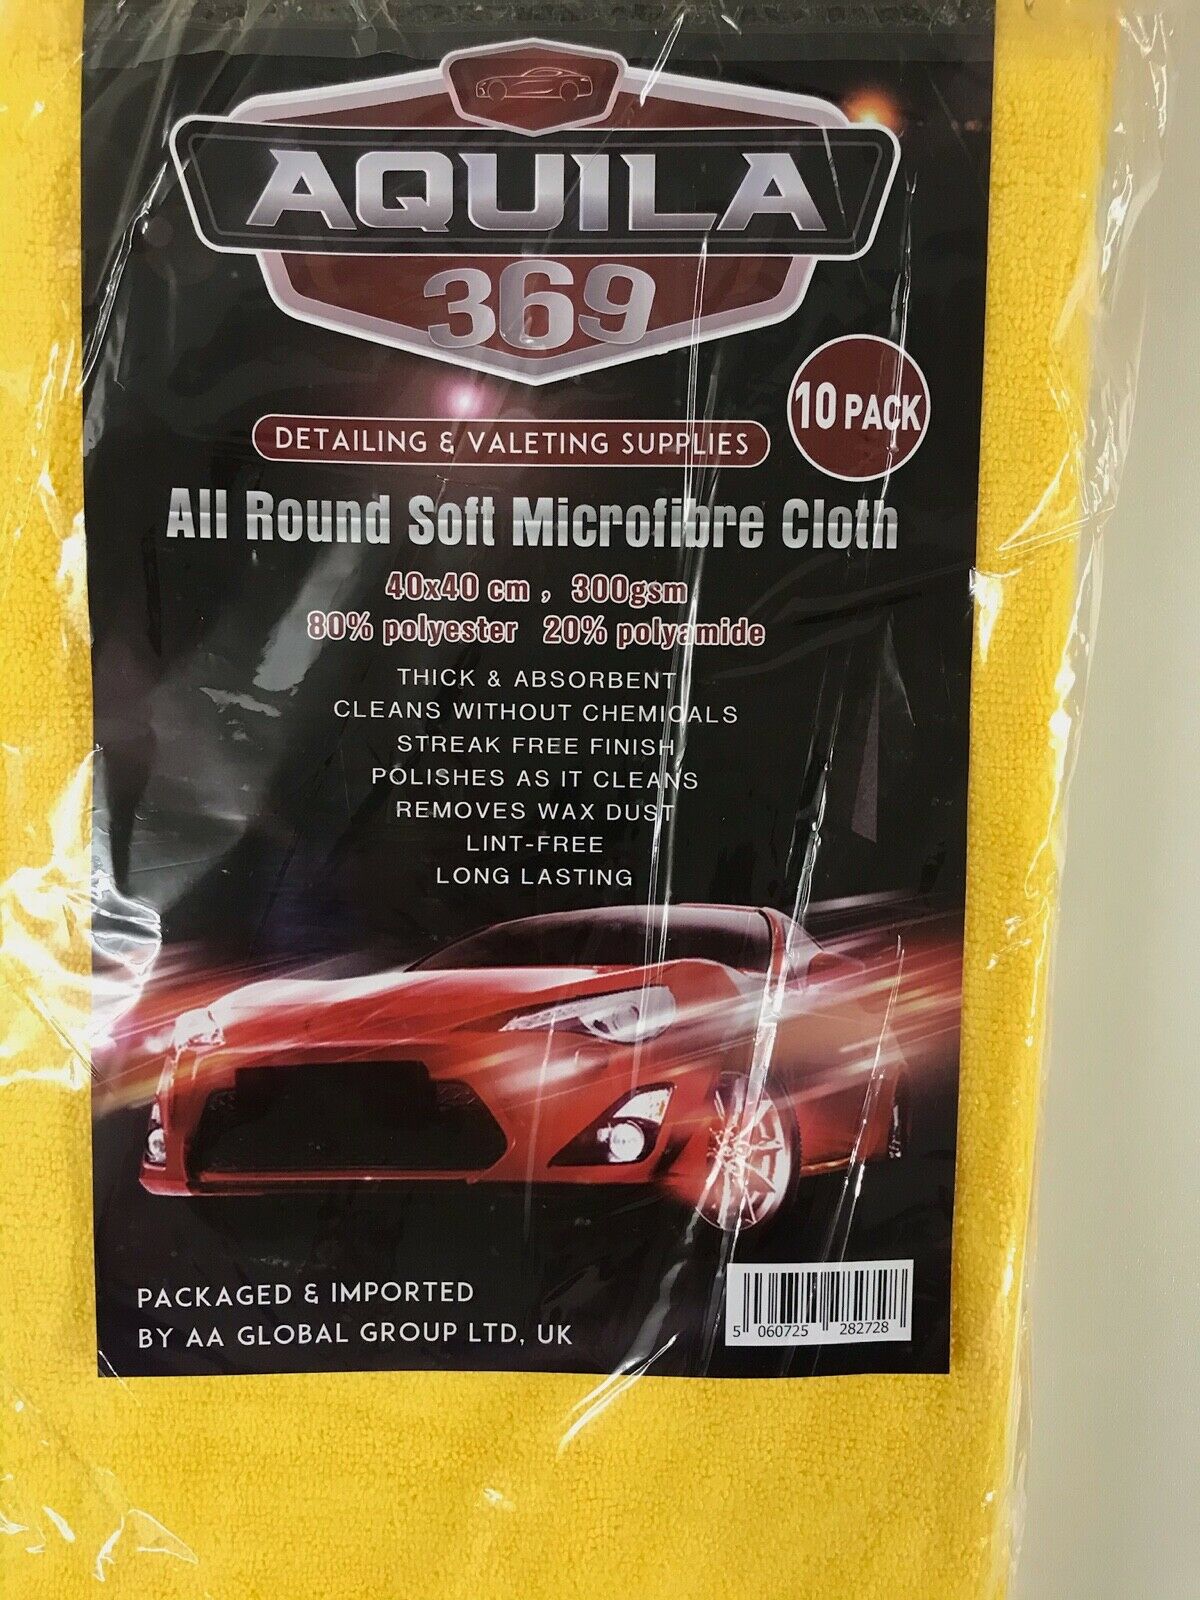 AQUILA
369
10 PACK
DETAILING & VALETING SUPPLIES
All Round Soft Microfibre Cloth
40x40 cm , 300gsm
80% polyester 20% polyamide
THICK & ABSORBENT
CLEANS WITHOUT CHEMICALS
STREAK FREE FINISH
POLISHES AS IT CLEANS
REMOVES WAX DUST
LINT-FREE
LONG LASTING
PACKAGED & IMPORTED
BY AA GLOBAL GROUP LTD, UK
5 060725 282728